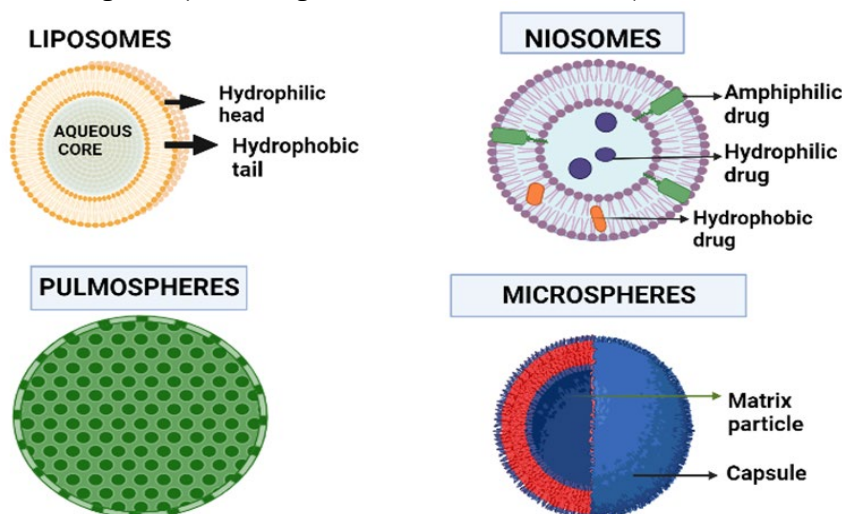 LIPOSOMES
Hydrophilic
head
AQUEOUS
CORE
Hydrophobic
tail
NIOSOMES
Amphiphilic
drug
Hydrophilic
drug
Hydrophobic
drug
PULMOSPHERES
MICROSPHERES
Matrix
particle
Capsule